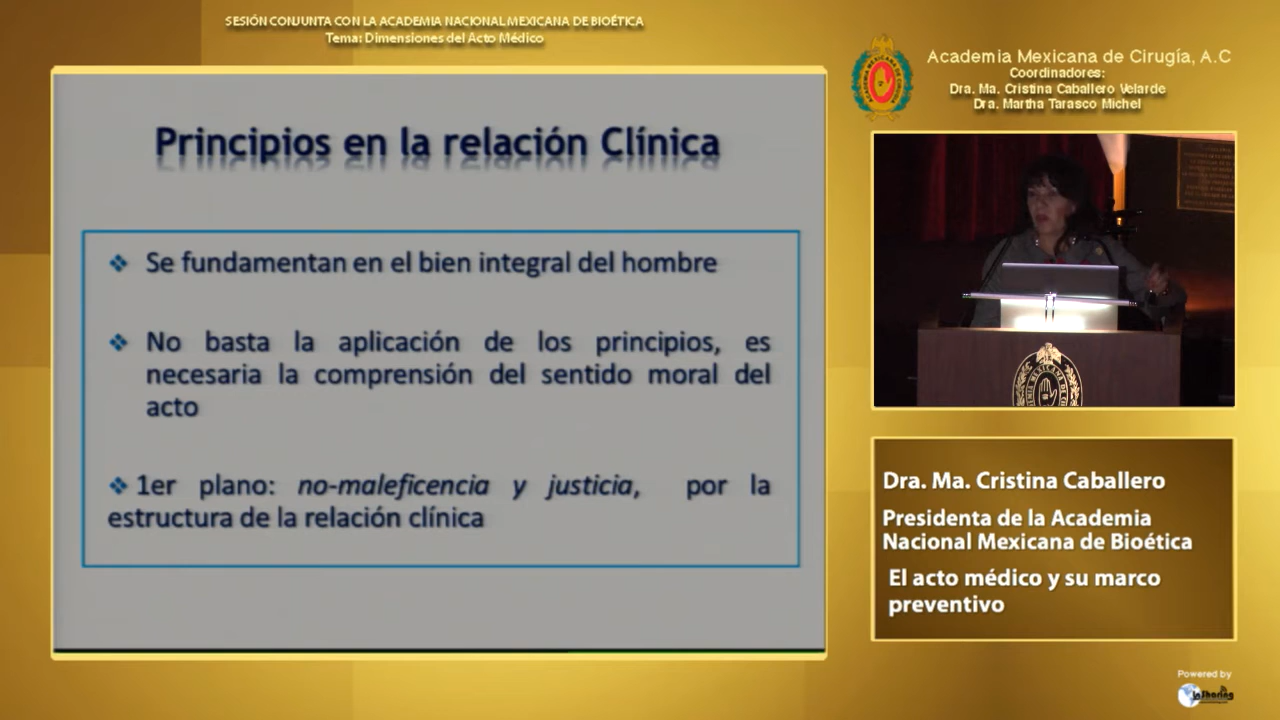 SESIÓN CONJUNTA CON LA ACADEMIA NACIONAL MEXICANA DE BIOÉTICA
Tema: Dimensiones del Acto Médico
Academia Mexicana de Cirugía, A.C
Coordinadores:
Dra. Ma. Cristina Caballero Velarde
Dra. Martha Tarasco Michel
Principios en la relación Clínica
Se fundamentan en el bien integral del hombre
No basta la aplicación de los principios, es
necesaria la comprensión del sentido moral del
acto
1er plano: no-maleficencia y justicia, por la
estructura de la relación clínica
Dra. Ma. Cristina Caballero
Presidenta de la Academia
Nacional Mexicana de Bioética
El acto médico y su marco
preventivo
Powered by